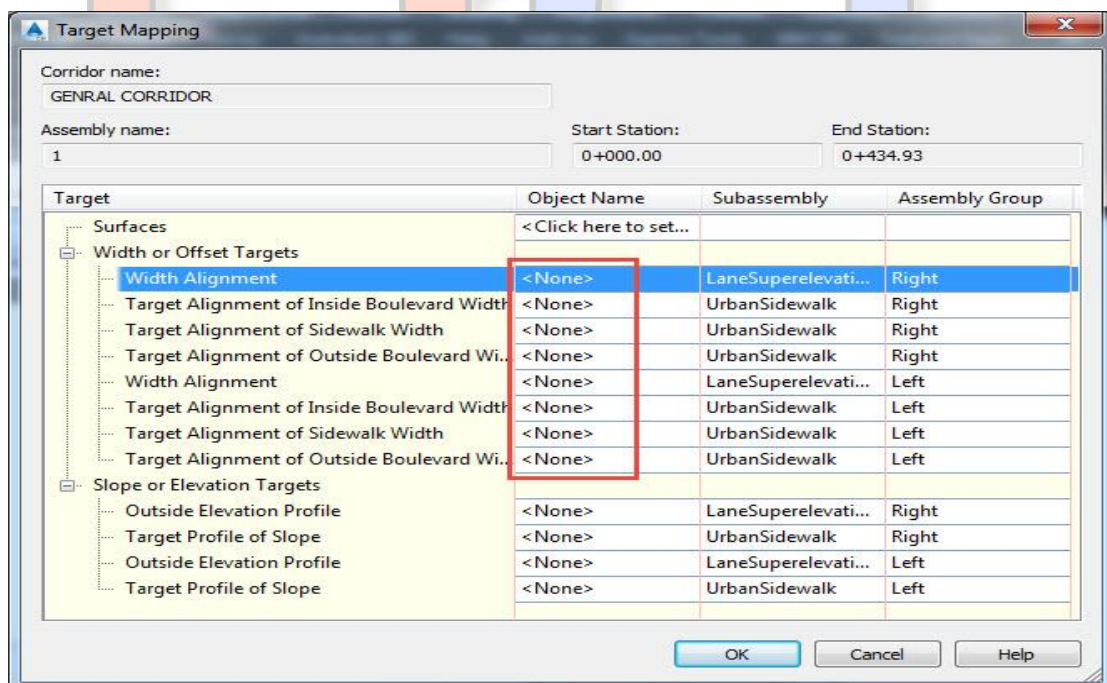 Target Mapping
Corridor name:
GENRAL CORRIDOR
Assembly name: Start Station: End Station:
1 0+000.00 0+434.93
Target Object Name Subassembly Assembly Group
Surfaces <Click here to set...
Width or Offset Targets
Width Alignment <None> LaneSuperelevati... Right
Target Alignment of Inside Boulevard Width <None> UrbanSidewalk Right
Target Alignment of Sidewalk Width <None> UrbanSidewalk Right
Target Alignment of Outside Boulevard Wi... <None> UrbanSidewalk Right
Width Alignment <None> LaneSuperelevati... Left
Target Alignment of Inside Boulevard Width <None> UrbanSidewalk Left
Target Alignment of Sidewalk Width <None> UrbanSidewalk Left
Target Alignment of Outside Boulevard Wi... <None> UrbanSidewalk Left
Slope or Elevation Targets
Outside Elevation Profile <None> LaneSuperelevati... Right
Target Profile of Slope <None> UrbanSidewalk Right
Outside Elevation Profile <None> LaneSuperelevati... Left
Target Profile of Slope <None> UrbanSidewalk Left
OK Cancel Help